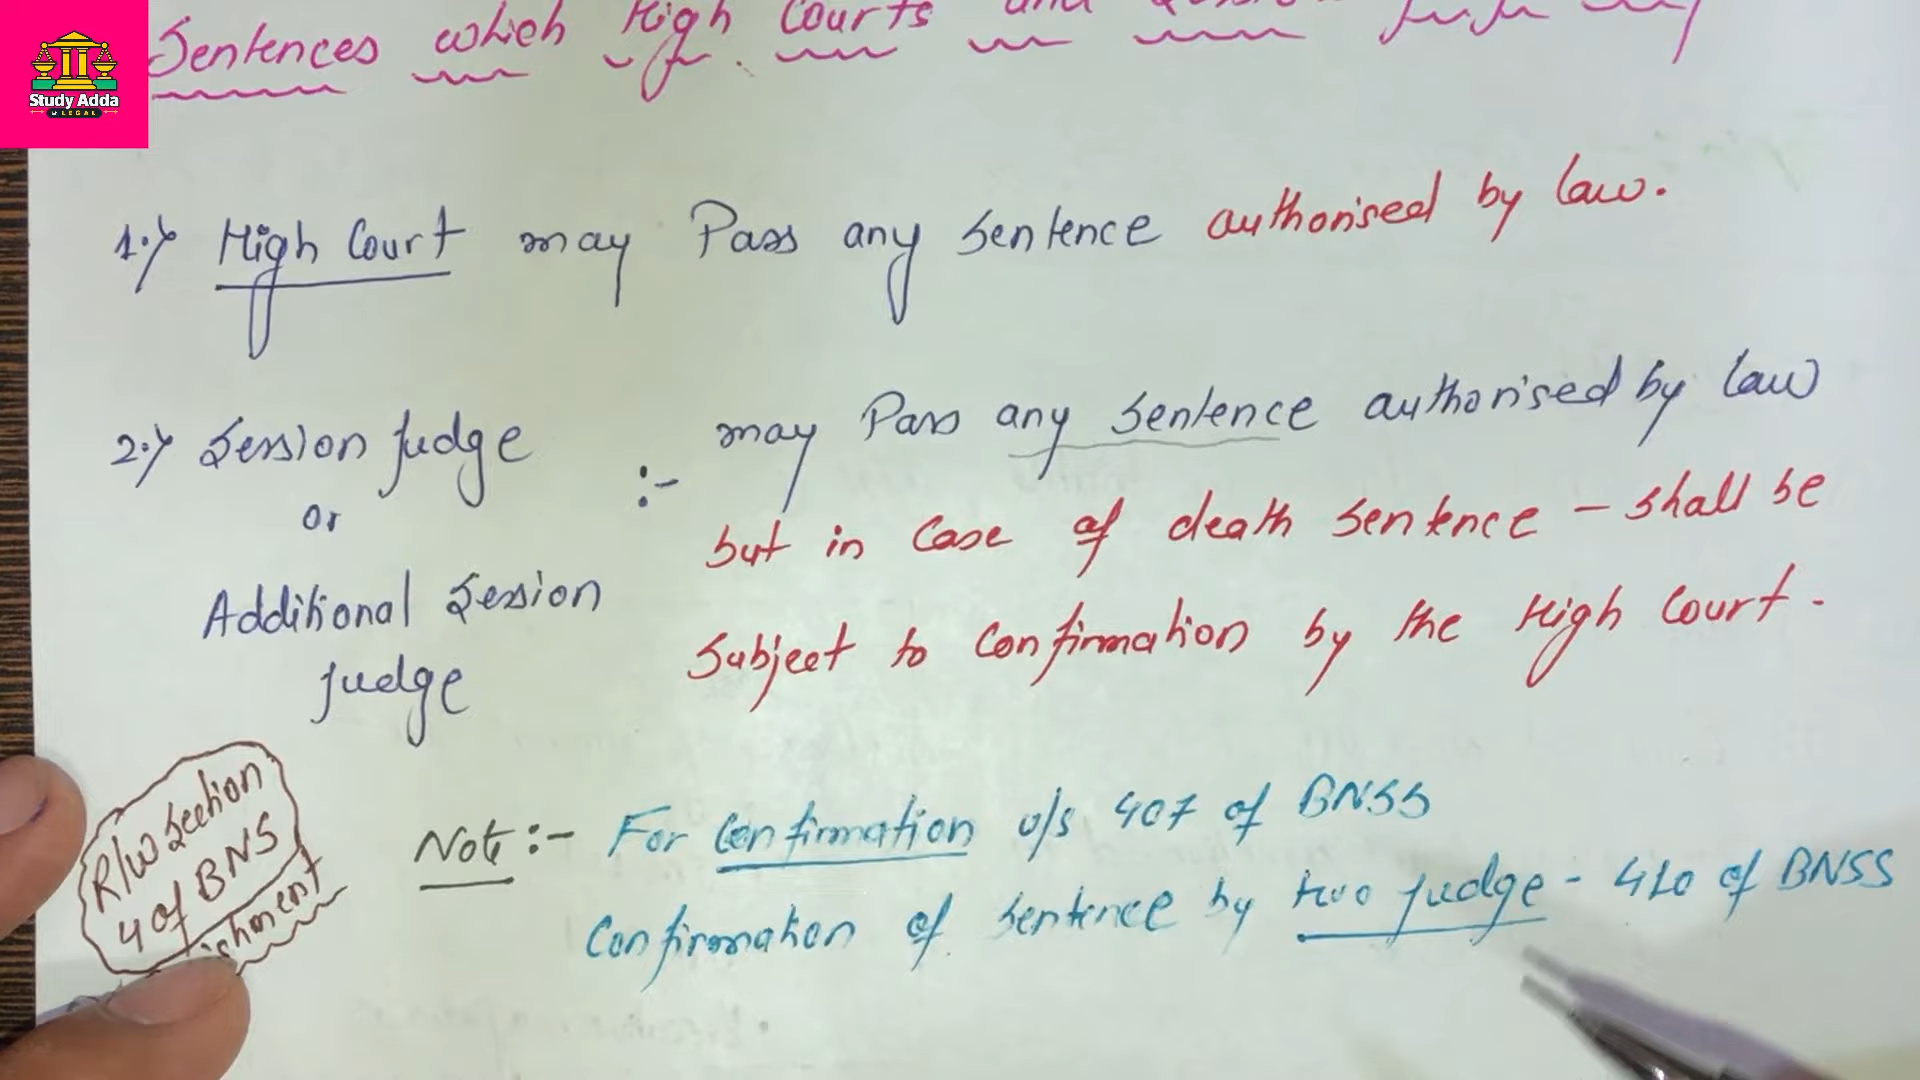 Study Adda
LEGAL
Sentences which High Courts and
1.) High Court may Pass any sentence authorised by law.
2.) Session Judge
or
Additional Session
Judge
:- may Pass any sentence authorised by law
but in case of death sentence - shall be
subject to confirmation by the High Court.
R/w Section
4 of BNS
ishment
Note :- For Confirmation u/s 407 of BNSS
Confirmation of sentence by two judge - 410 of BNSS